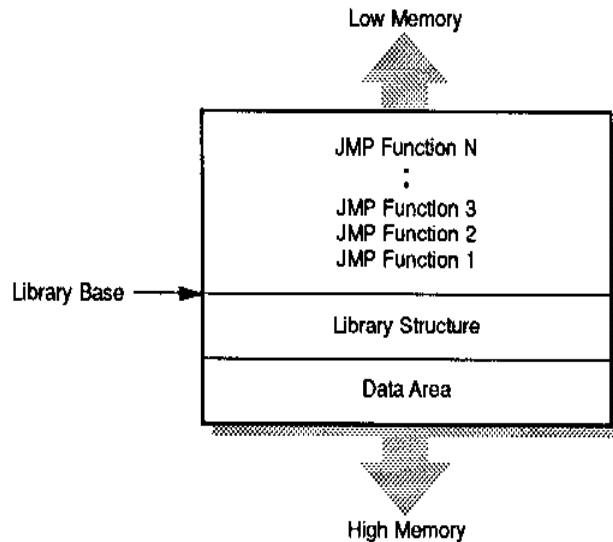 Low Memory
JMP Function N
:
JMP Function 3
JMP Function 2
JMP Function 1
Library Base
Library Structure
Data Area
High Memory